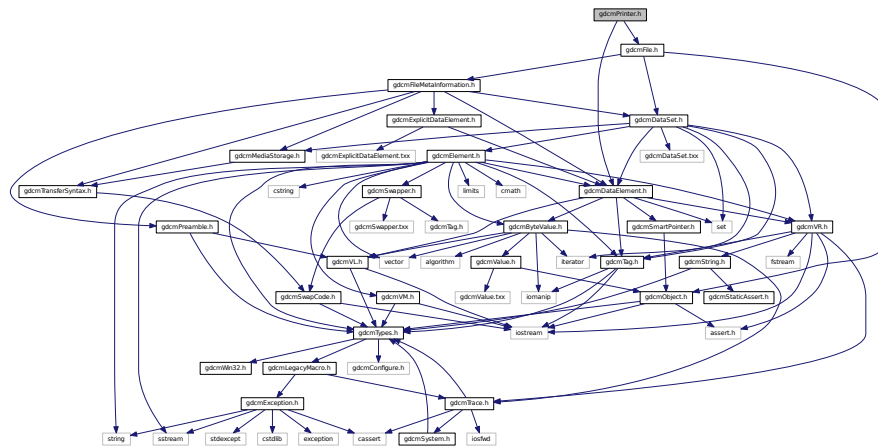 gdcmPrinter.h
gdcmFile.h
gdcmFileMetaInformation.h
gdcmExplicitDataElement.h
gdcmDataSet.h
gdcmMediaStorage.h
gdcmExplicitDataElement.txx
gdcmElement.h
gdcmDataSet.txx
gdcmTransferSyntax.h
cstring
gdcmSwapper.h
limits
cmath
gdcmDataElement.h
gdcmPreamble.h
gdcmSwapper.txx
gdcmTag.h
gdcmByteValue.h
gdcmSmartPointer.h
set
gdcmVR.h
gdcmVL.h
vector
algorithm
gdcmValue.h
iterator
gdcmTag.h
gdcmString.h
fstream
gdcmSwapCode.h
gdcmVM.h
gdcmValue.txx
iomanip
gdcmObject.h
gdcmStaticAssert.h
gdcmTypes.h
iostream
assert.h
gdcmWin32.h
gdcmLegacyMacro.h
gdcmConfigure.h
gdcmException.h
gdcmTrace.h
string
sstream
stdexcept
cstdlib
exception
cassert
gdcmSystem.h
iosfwd